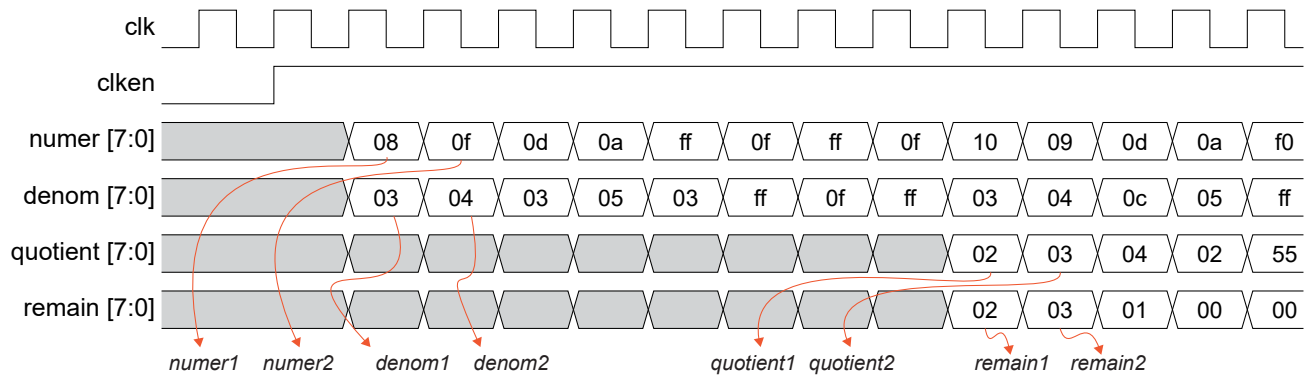 clk
clken
numer [7:0] 08 0f 0d 0a ff 0f ff 0f 10 09 0d 0a f0
denom [7:0] 03 04 03 05 03 ff 0f ff 03 04 0c 05 ff
quotient [7:0] 02 03 04 02 55
remain [7:0] 02 03 01 00 00
numer1 numer2 denom1 denom2 quotient1 quotient2 remain1 remain2